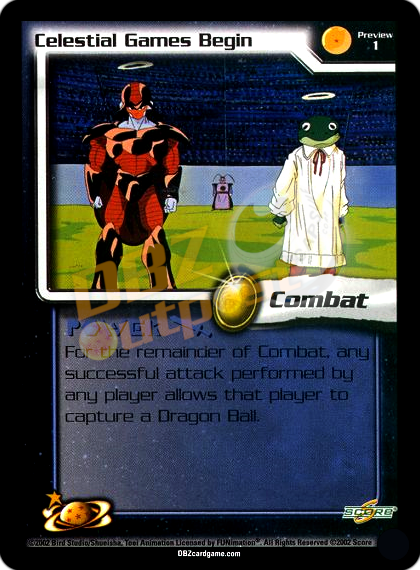 Celestial Games Begin
Preview
1
DBZ
Outpost
Combat
For the remainder of Combat, any
successful attack performed by
any player allows that player to
capture a Dragon Ball.
SCORE
©2002 Bird Studio/Shueisha, Toei Animation Licensed by FUNimation®. All Rights Reserved ©2002 Score
DBZcardgame.com